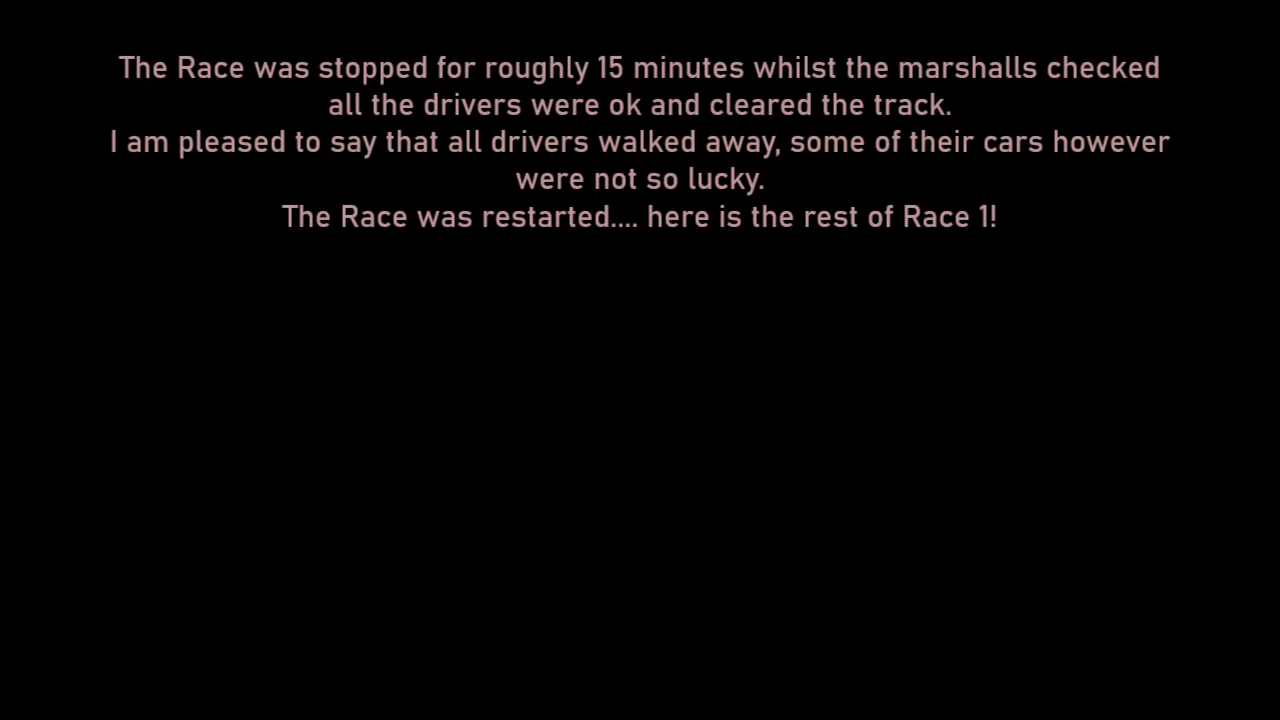 The Race was stopped for roughly 15 minutes whilst the marshalls checked
all the drivers were ok and cleared the track.
I am pleased to say that all drivers walked away, some of their cars however
were not so lucky.
The Race was restarted.... here is the rest of Race 1!